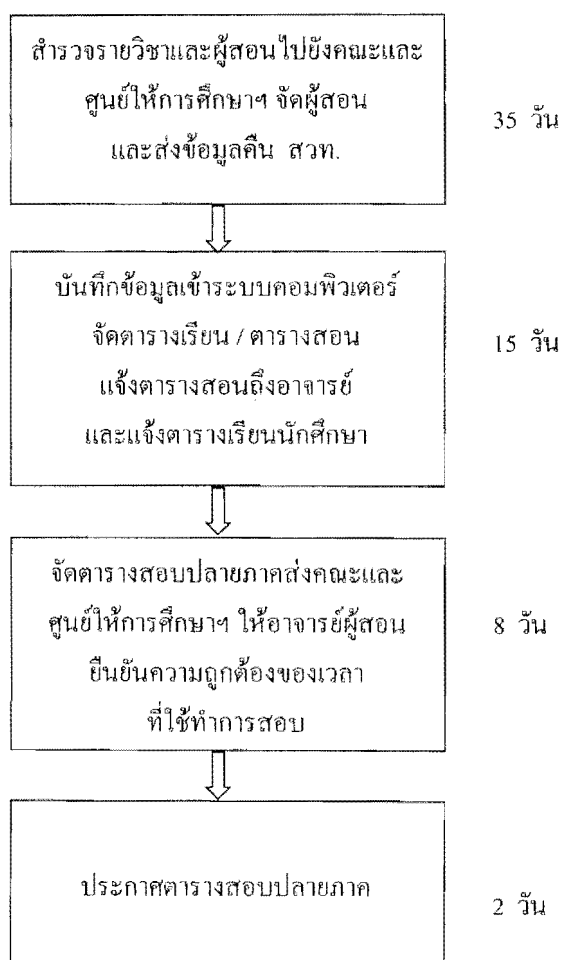 สำรวจรายวิชาและผู้สอนไปยังคณะและ
ศูนย์ให้การศึกษาฯ จัดผู้สอน
และส่งข้อมูลคืน สวท.
35 วัน
บันทึกข้อมูลเข้าระบบคอมพิวเตอร์
จัดตารางเรียน / ตารางสอน
แจ้งตารางสอนถึงอาจารย์
และแจ้งตารางเรียนนักศึกษา
15 วัน
จัดตารางสอบปลายภาคส่งคณะและ
ศูนย์ให้การศึกษาฯ ให้อาจารย์ผู้สอน
ยืนยันความถูกต้องของเวลา
ที่ใช้ทำการสอบ
8 วัน
ประกาศตารางสอบปลายภาค
2 วัน